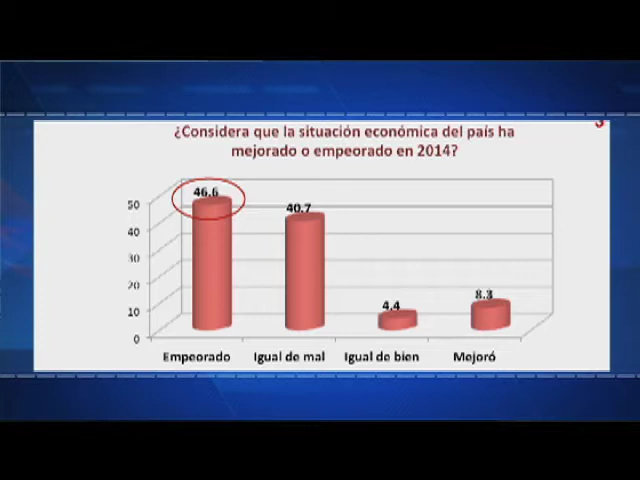 ¿Considera que la situación económica del país ha
mejorado o empeorado en 2014?
50
40
30
20
10
0
46.6
40.7
4.4
8.3
Empeorado
Igual de mal
Igual de bien
Mejoró